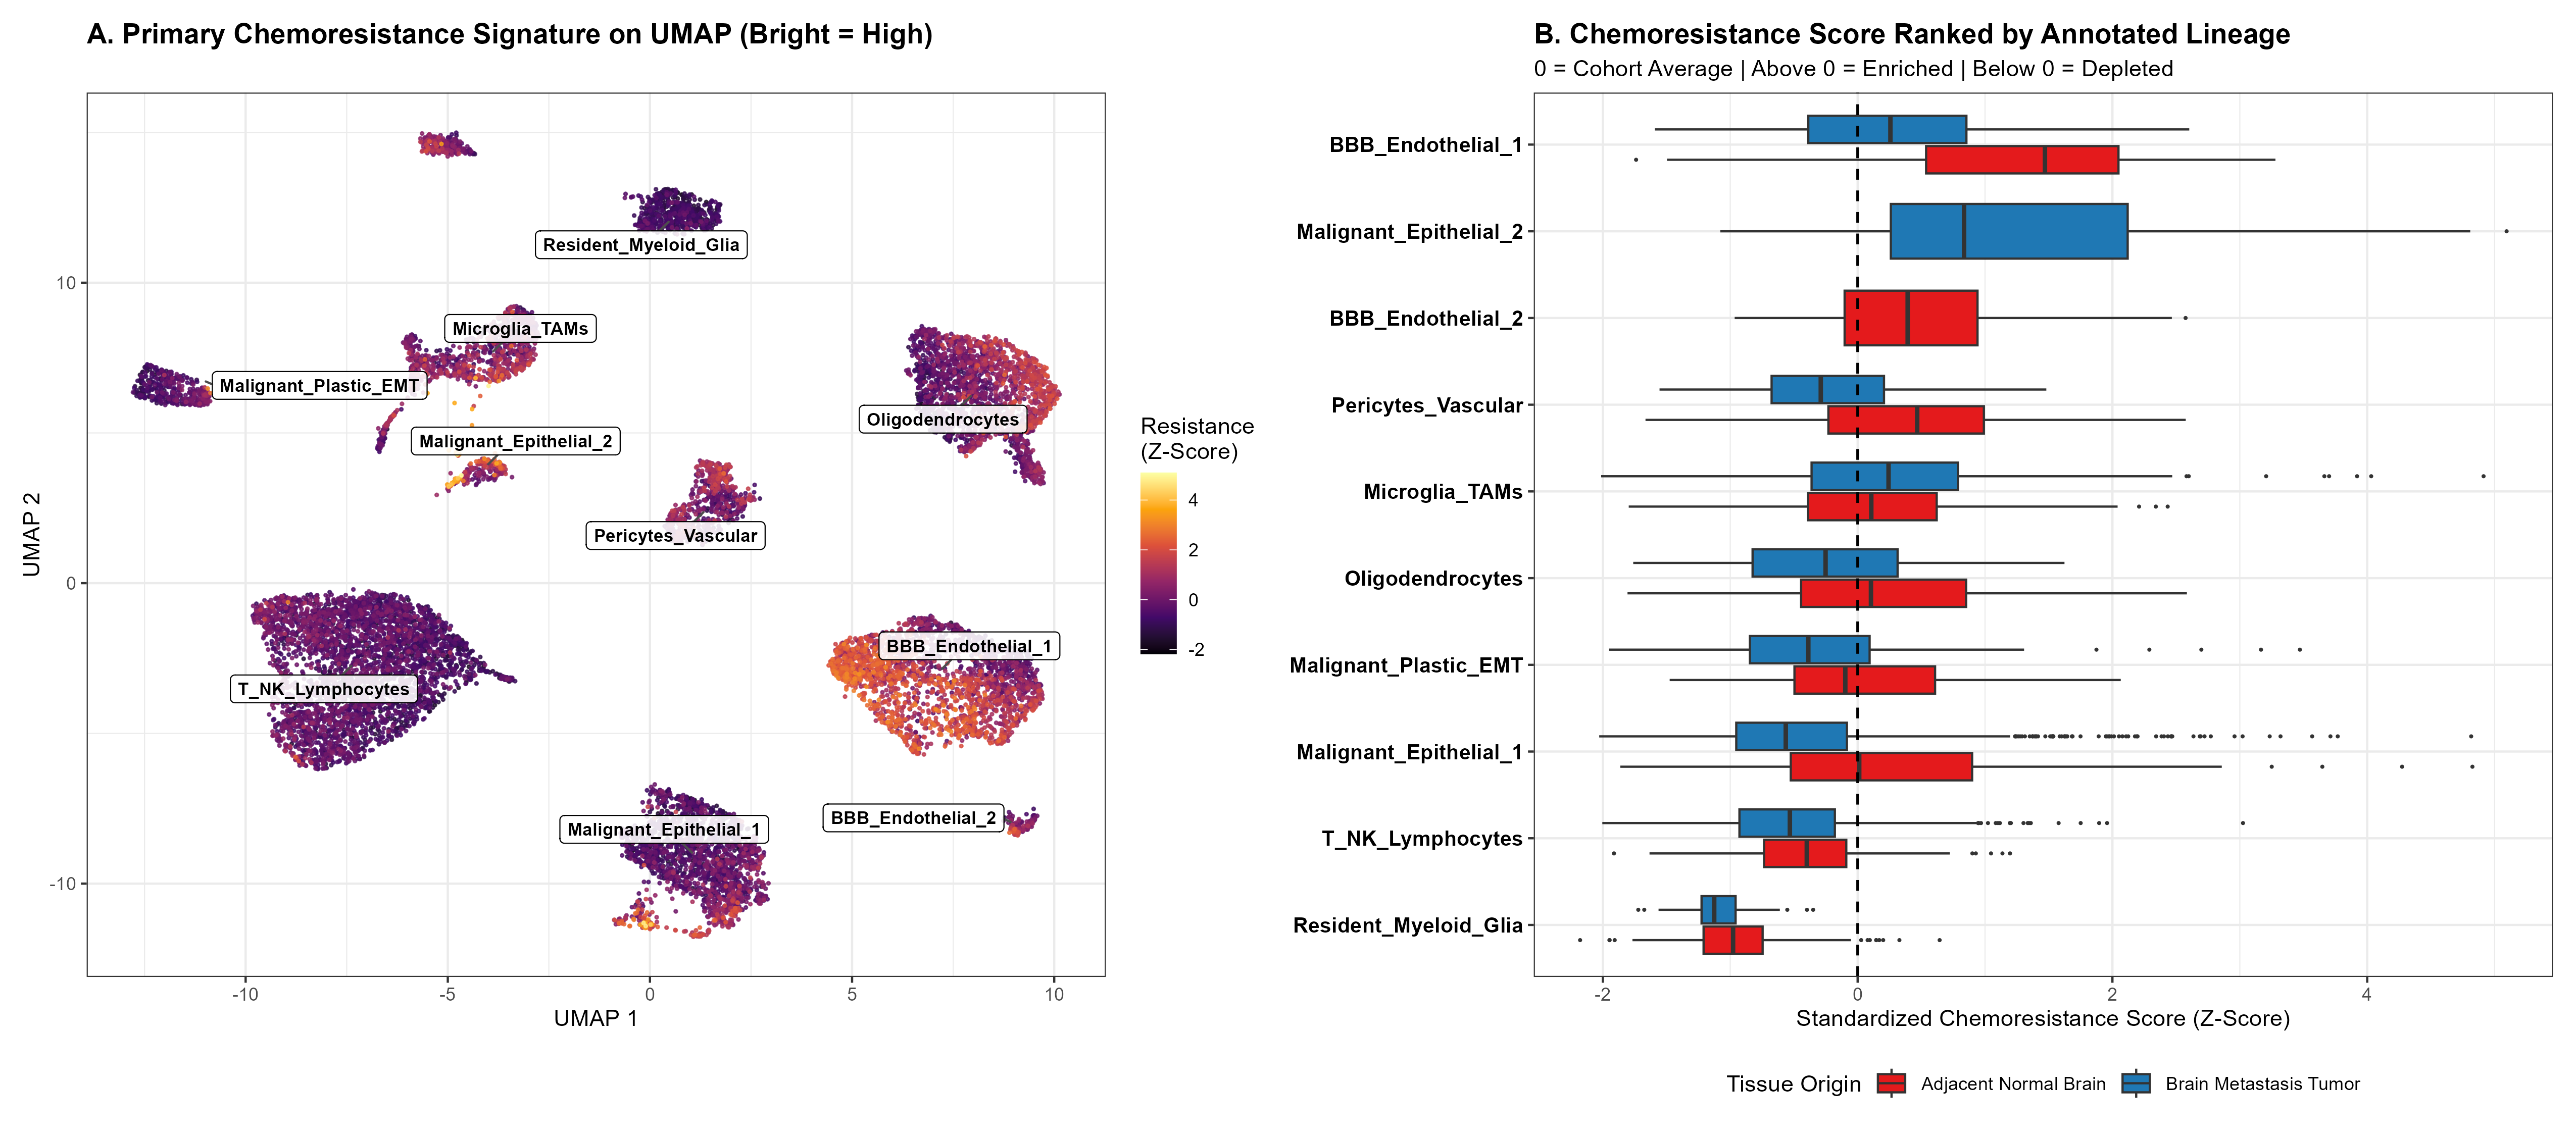 A. Primary Chemoresistance Signature on UMAP (Bright = High)
UMAP 2
10
0
-10
Resident_Myeloid_Glia
Microglia_TAMs
Malignant_Plastic_EMT
Oligodendrocytes
Malignant_Epithelial_2
Pericytes_Vascular
BBB_Endothelial_1
T_NK_Lymphocytes
BBB_Endothelial_2
Malignant_Epithelial_1
-10
-5
0
5
10
UMAP 1
Resistance
(Z-Score)
4
2
0
-2
B. Chemoresistance Score Ranked by Annotated Lineage
0 = Cohort Average | Above 0 = Enriched | Below 0 = Depleted
BBB_Endothelial_1
Malignant_Epithelial_2
BBB_Endothelial_2
Pericytes_Vascular
Microglia_TAMs
Oligodendrocytes
Malignant_Plastic_EMT
Malignant_Epithelial_1
T_NK_Lymphocytes
Resident_Myeloid_Glia
-2
0
2
4
Standardized Chemoresistance Score (Z-Score)
Tissue Origin
Adjacent Normal Brain
Brain Metastasis Tumor